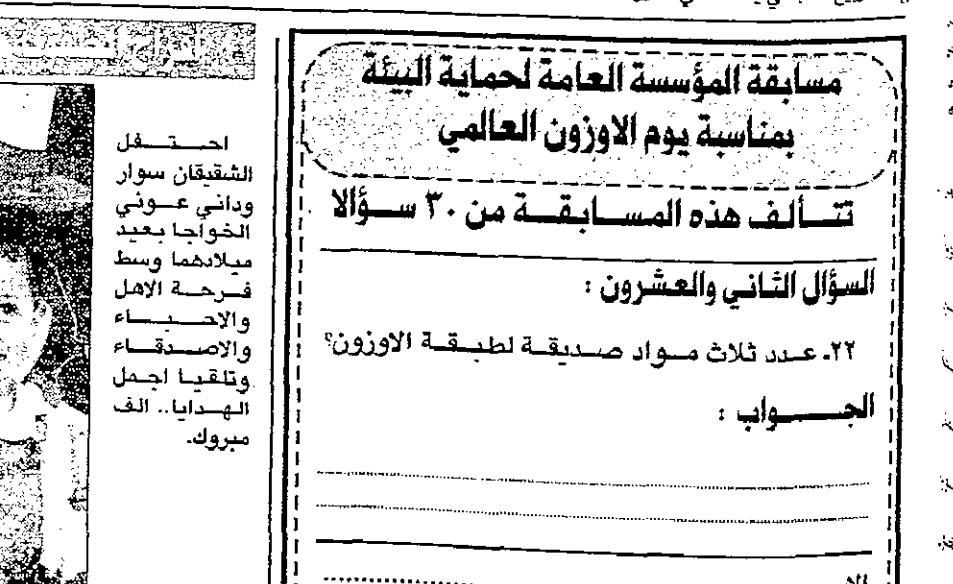 مسابقة المؤسسة العامة لحماية البيئة
بمناسبة يوم الاوزون العالمي
تتألف هذه المسابقة من ٣٠ سؤالا
السؤال الثاني والعشرون :
٢٢ـ عدد ثلاث مواد صديقة لطبقة الاوزون؟
الجواب :
احتفل
الشقيقان سوار
وداني عوني
الخواجا بعيد
ميلادهما وسط
فرحة الاهل
والاحباء
والاصدقاء
وتلقيا اجمل
الهدايا.. الف
مبروك.